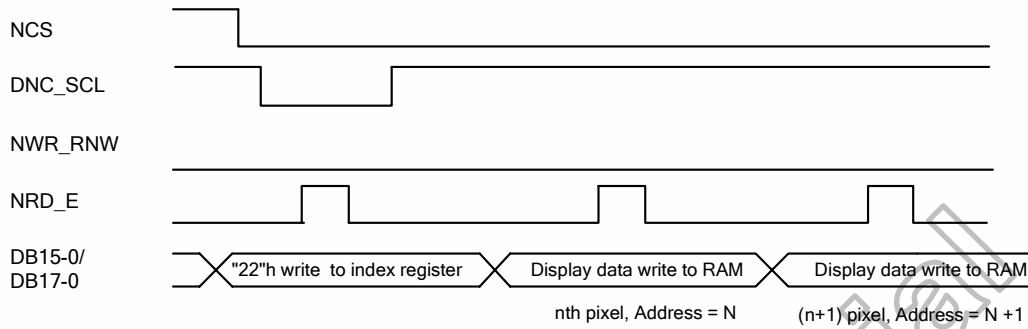 NCS
DNC_SCL
NWR_RNW
NRD_E
DB15-0/
DB17-0
"22"h write to index register
Display data write to RAM
Display data write to RAM
nth pixel, Address = N
(n+1) pixel, Address = N +1